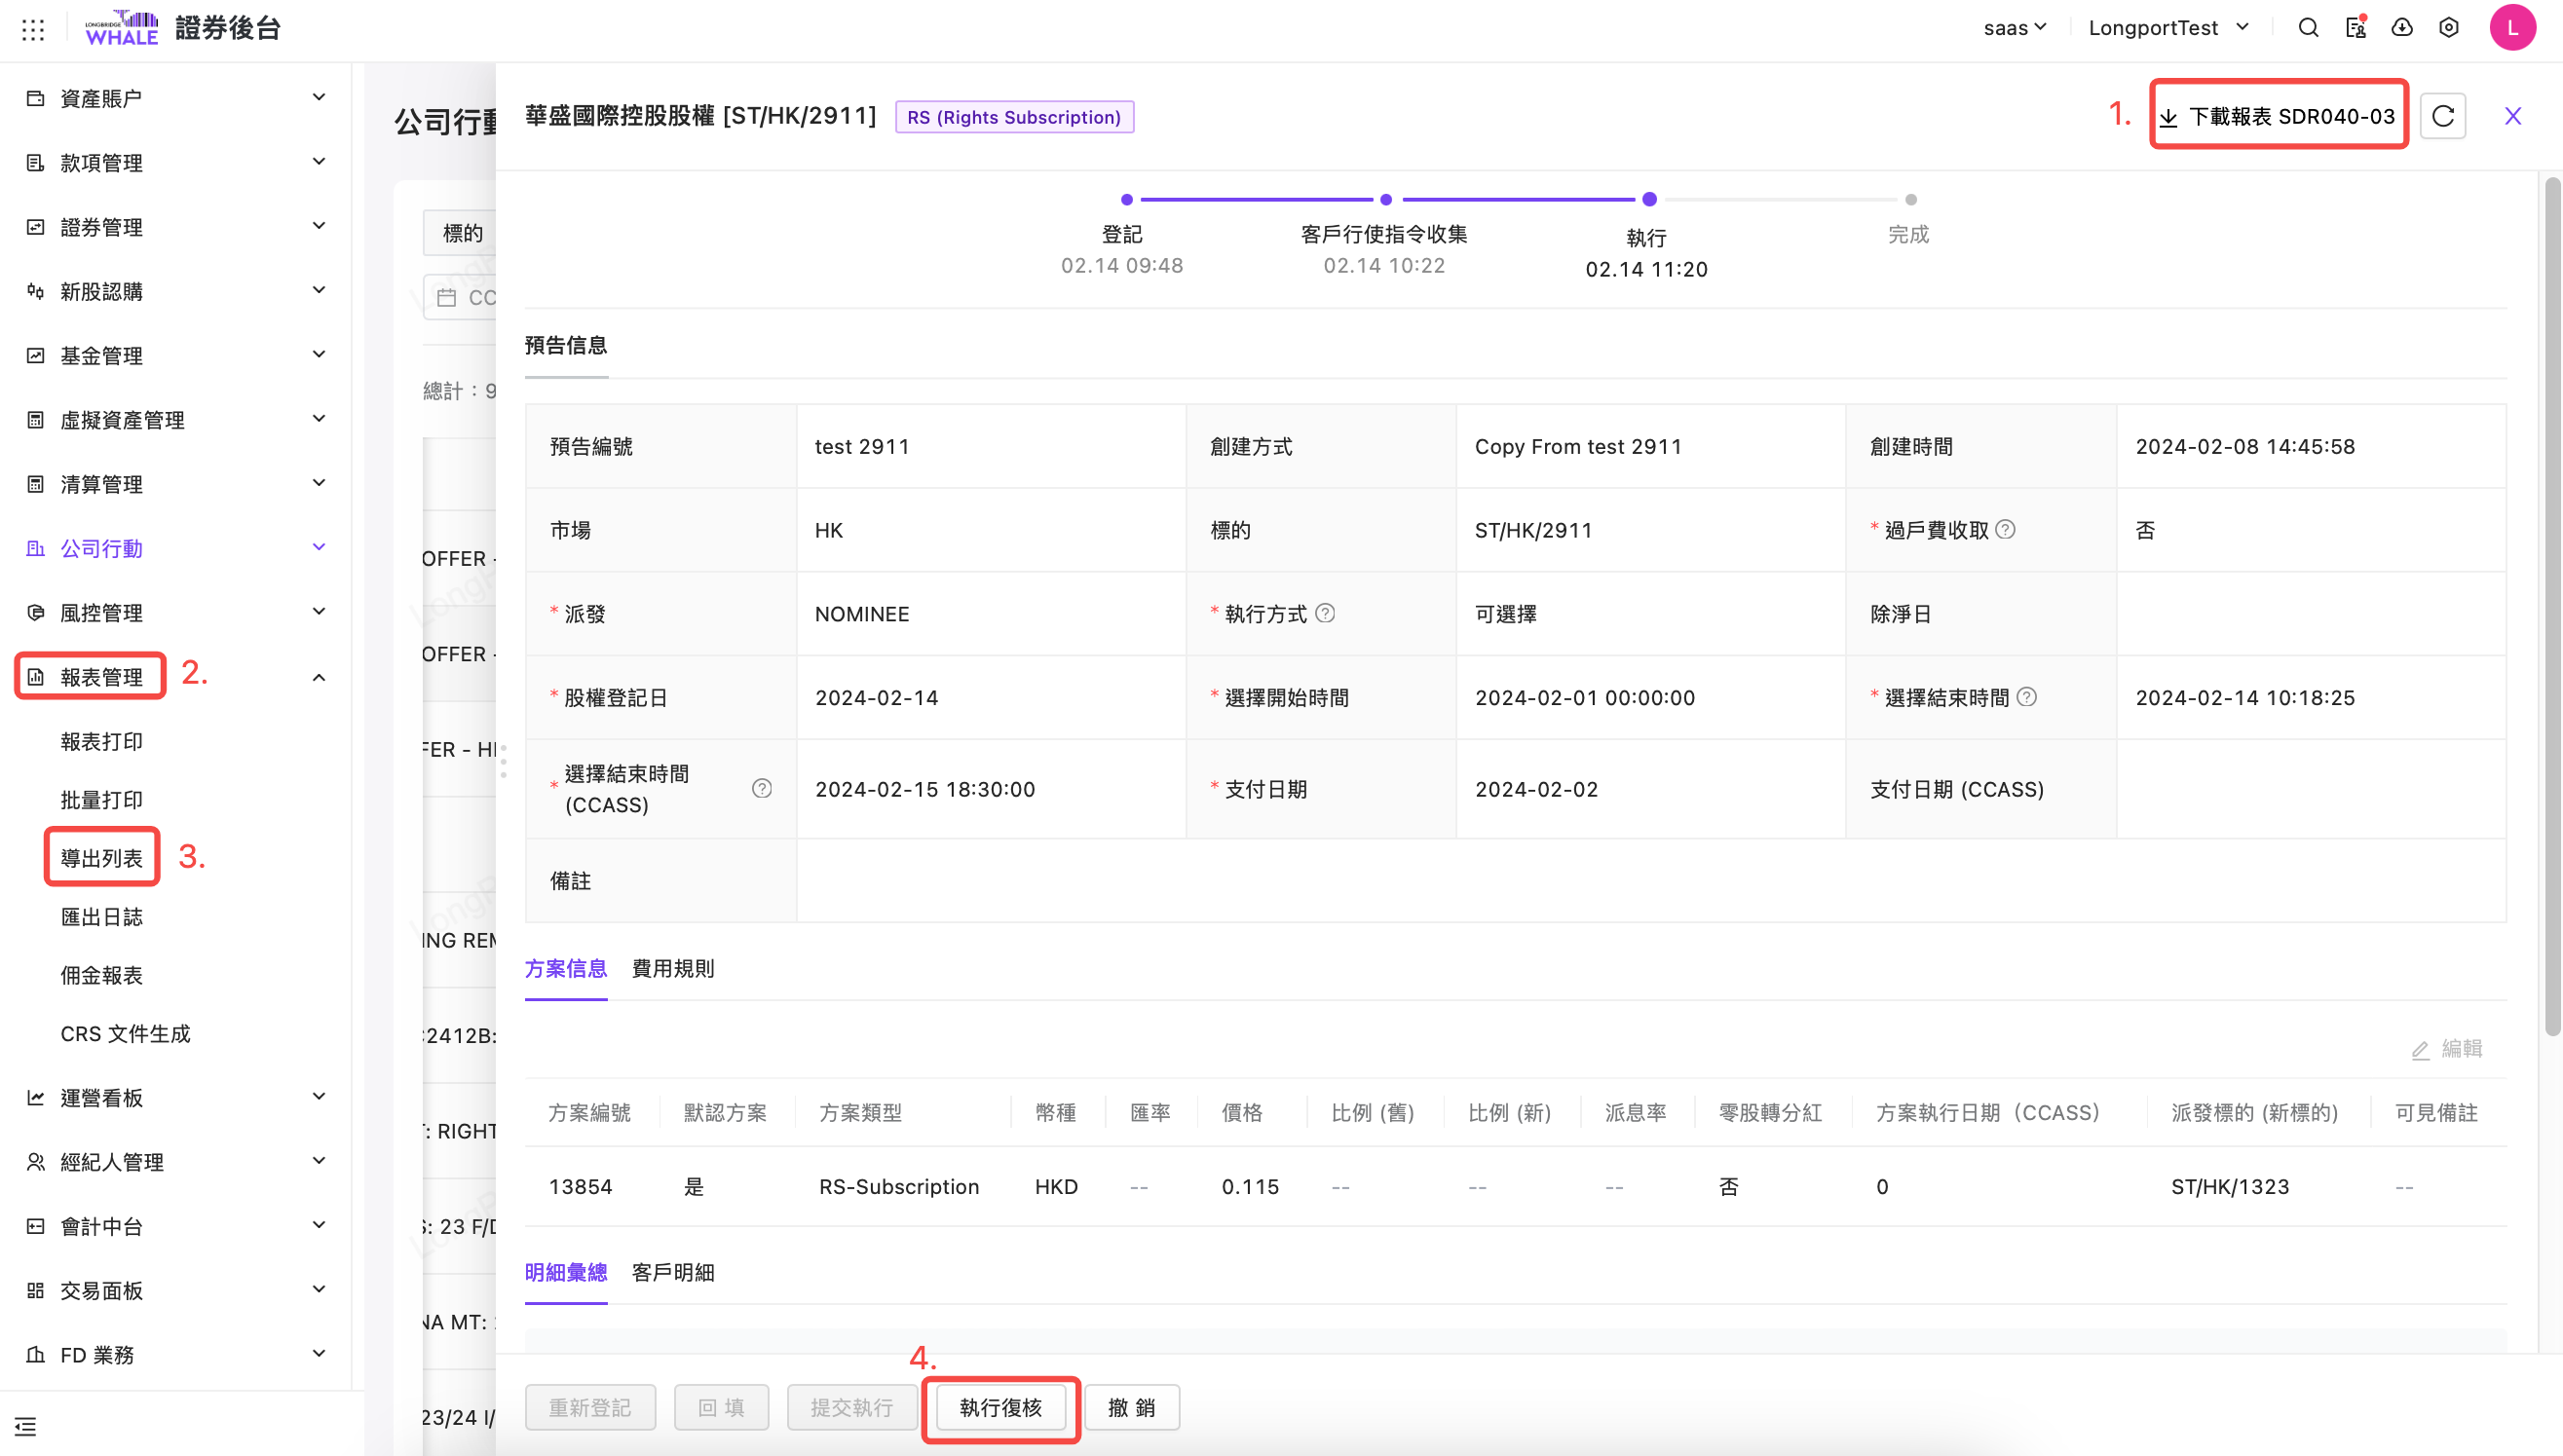 LONGBRIDGE
WHALE
證券後台
saas
LongportTest
L
資產賬户
款項管理
證券管理
新股認購
基金管理
虛擬資產管理
清算管理
公司行動
風控管理
報表管理
2.
報表打印
批量打印
導出列表
3.
匯出日誌
佣金報表
CRS 文件生成
運營看板
經紀人管理
會計中台
交易面板
FD 業務
公司行動
標的
CC
總計：9
OFFER -
OFFER -
FER - HI
ING REM
2412B:
: RIGHT
: 23 F/D
NA MT:
23/24 I/
華盛國際控股股權 [ST/HK/2911]
RS (Rights Subscription)
1.
下載報表 SDR040-03
登記
02.14 09:48
客戶行使指令收集
02.14 10:22
執行
02.14 11:20
完成
預告信息
預告編號
test 2911
創建方式
Copy From test 2911
創建時間
2024-02-08 14:45:58
市場
HK
標的
ST/HK/2911
* 過戶費收取 ?
否
* 派發
NOMINEE
* 執行方式 ?
可選擇
除淨日
* 股權登記日
2024-02-14
* 選擇開始時間
2024-02-01 00:00:00
* 選擇結束時間 ?
2024-02-14 10:18:25
* 選擇結束時間
(CCASS) ?
2024-02-15 18:30:00
* 支付日期
2024-02-02
支付日期 (CCASS)
備註
方案信息
費用規則
編輯
方案編號
默認方案
方案類型
幣種
匯率
價格
比例 (舊)
比例 (新)
派息率
零股轉分紅
方案執行日期（CCASS）
派發標的 (新標的)
可見備註
13854
是
RS-Subscription
HKD
--
0.115
--
--
--
否
0
ST/HK/1323
--
明細彙總
客戶明細
4.
重新登記
回 填
提交執行
執行復核
撤 銷